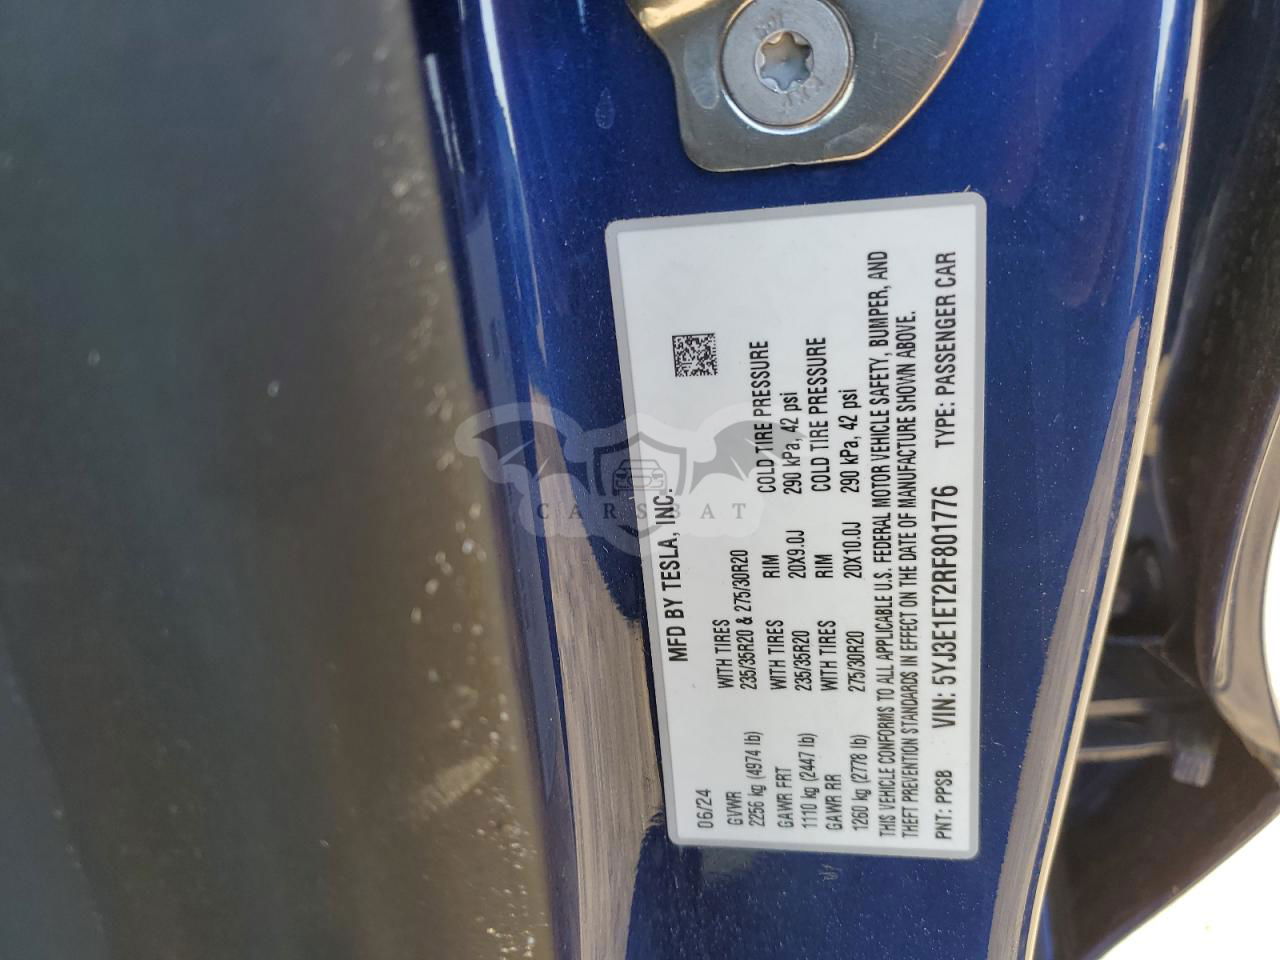 MFD BY TESLA, INC.
06/24
GVWR WITH TIRES COLD TIRE PRESSURE
2256 kg (4974 lb) 235/35R20 & 275/30R20
GAWR FRT WITH TIRES RIM COLD TIRE PRESSURE
1110 kg (2447 lb) 235/35R20 20X9.0J 290 kPa, 42 psi
GAWR RR WITH TIRES RIM COLD TIRE PRESSURE
1260 kg (2778 lb) 275/30R20 20X10.0J 290 kPa, 42 psi
THIS VEHICLE CONFORMS TO ALL APPLICABLE U.S. FEDERAL MOTOR VEHICLE SAFETY, BUMPER, AND
THEFT PREVENTION STANDARDS IN EFFECT ON THE DATE OF MANUFACTURE SHOWN ABOVE.
PNT: PPSB VIN: 5YJ3E1ET2RF801776 TYPE: PASSENGER CAR
CARSBAT